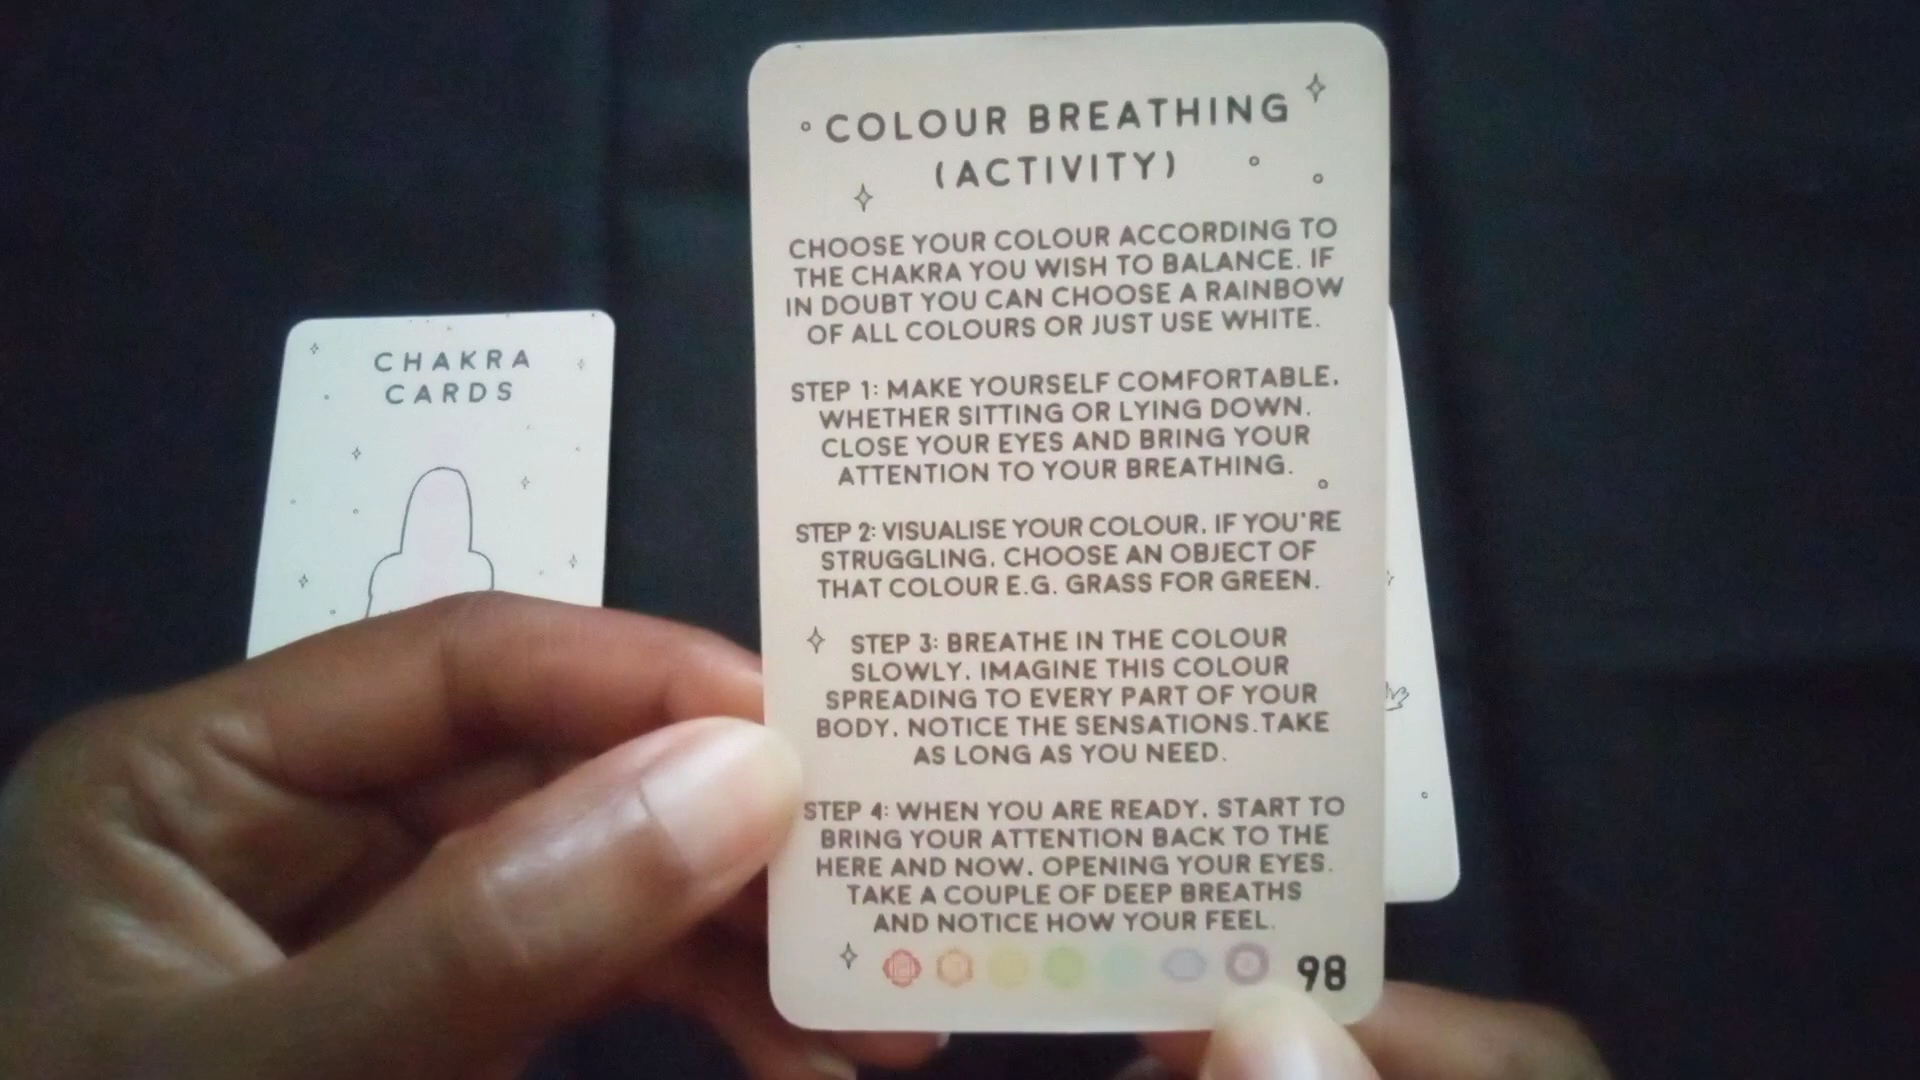 CHAKRA
CARDS
COLOUR BREATHING
(ACTIVITY)
CHOOSE YOUR COLOUR ACCORDING TO
THE CHAKRA YOU WISH TO BALANCE. IF
IN DOUBT YOU CAN CHOOSE A RAINBOW
OF ALL COLOURS OR JUST USE WHITE.
STEP 1: MAKE YOURSELF COMFORTABLE,
WHETHER SITTING OR LYING DOWN.
CLOSE YOUR EYES AND BRING YOUR
ATTENTION TO YOUR BREATHING.
STEP 2: VISUALISE YOUR COLOUR. IF YOU'RE
STRUGGLING, CHOOSE AN OBJECT OF
THAT COLOUR E.G. GRASS FOR GREEN.
STEP 3: BREATHE IN THE COLOUR
SLOWLY. IMAGINE THIS COLOUR
SPREADING TO EVERY PART OF YOUR
BODY. NOTICE THE SENSATIONS.TAKE
AS LONG AS YOU NEED.
STEP 4: WHEN YOU ARE READY, START TO
BRING YOUR ATTENTION BACK TO THE
HERE AND NOW, OPENING YOUR EYES.
TAKE A COUPLE OF DEEP BREATHS
AND NOTICE HOW YOUR FEEL.
98